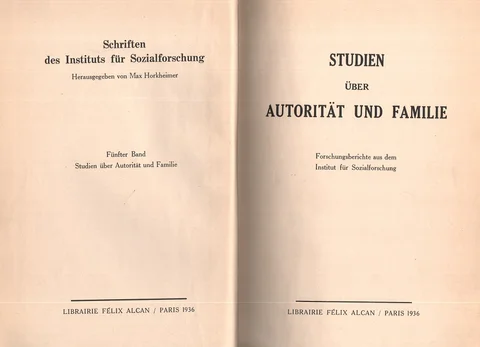 Schriften
des Instituts für Sozialforschung
Herausgegeben von Max Horkheimer
Fünfter Band
Studien über Autorität und Familie
LIBRAIRIE FÉLIX ALCAN / PARIS 1936
STUDIEN
ÜBER
AUTORITÄT UND FAMILIE
Forschungsberichte aus dem
Institut für Sozialforschung
LIBRAIRIE FÉLIX ALCAN / PARIS 1936